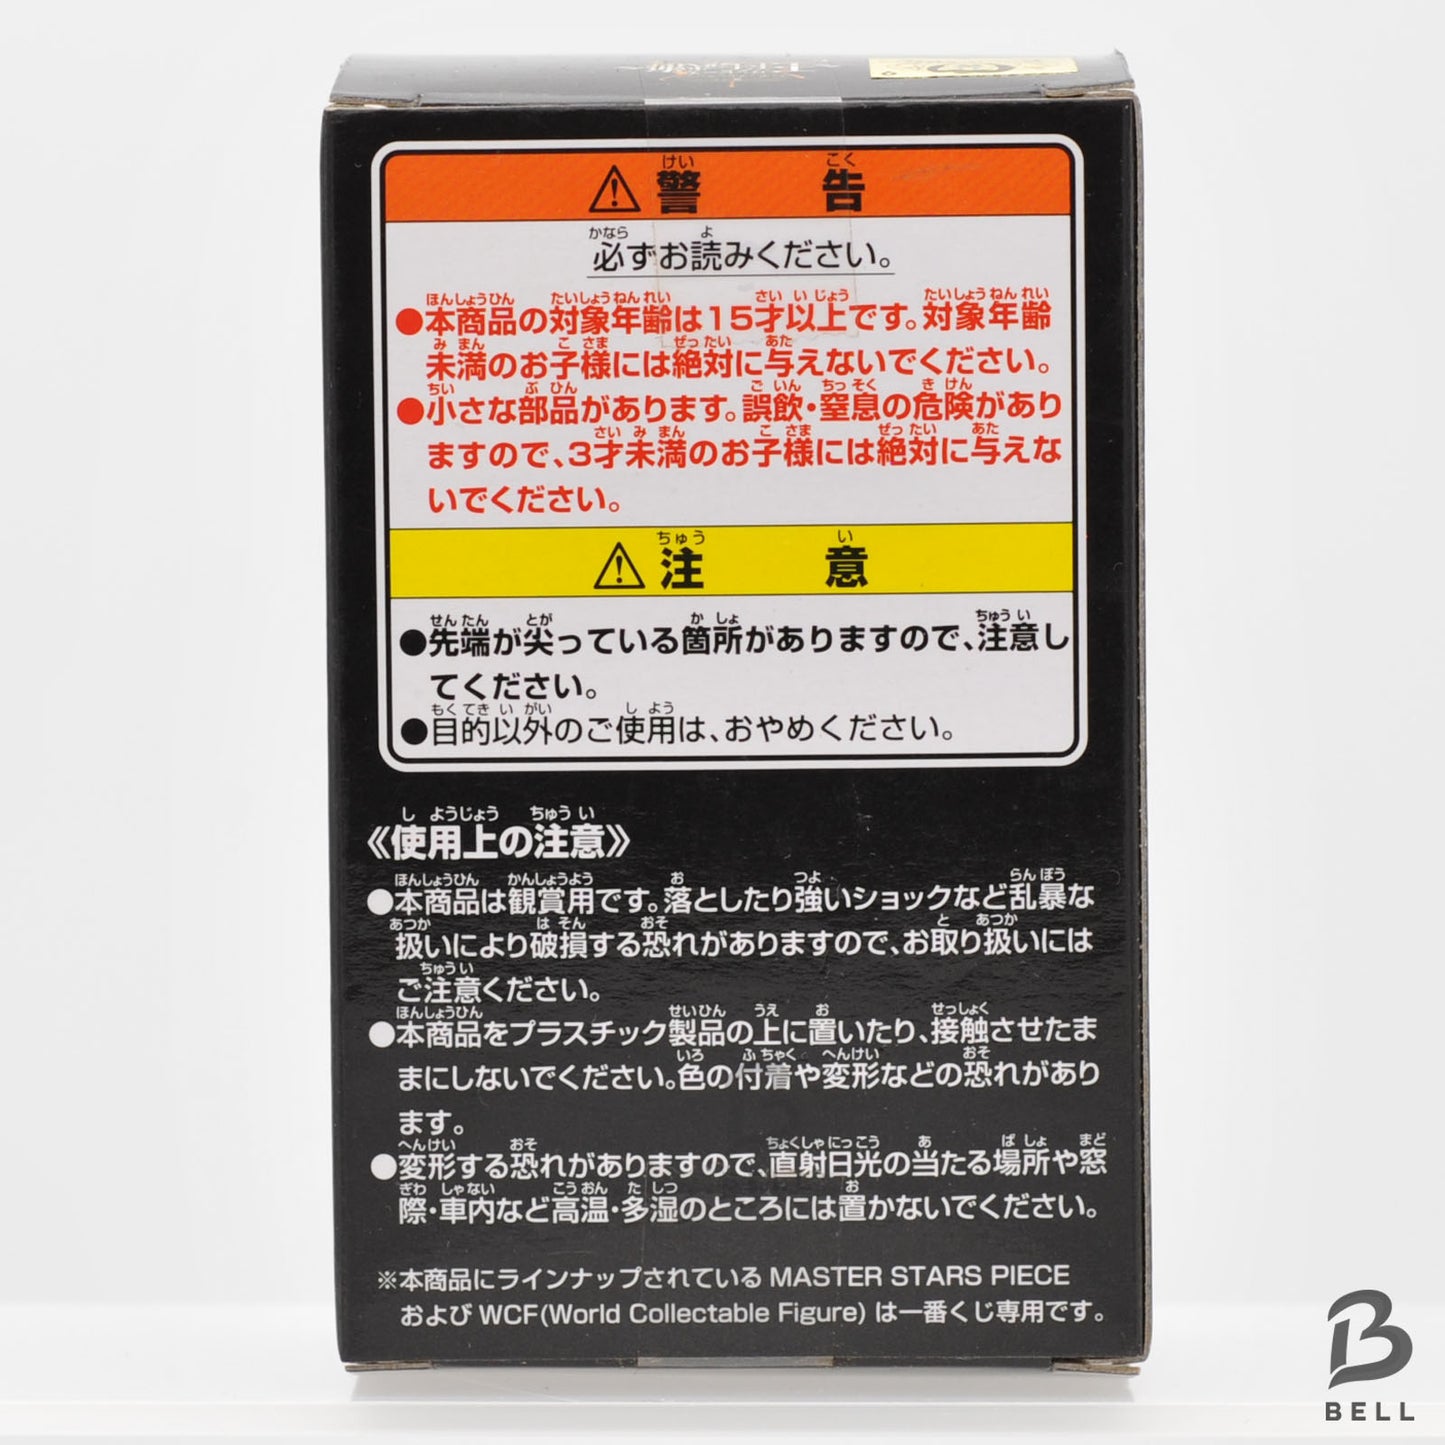 警告
必ずお読みください。
●本商品の対象年齢は15才以上です。対象年齢
未満のお子様には絶対に与えないでください。
●小さな部品があります。誤飲・窒息の危険があり
ますので、3才未満のお子様には絶対に与えな
いでください。
注意
●先端が尖っている箇所がありますので、注意し
てください。
●目的以外のご使用は、おやめください。
《使用上の注意》
●本商品は観賞用です。落としたり強いショックなど乱暴な
扱いにより破損する恐れがありますので、お取り扱いには
ご注意ください。
●本商品をプラスチック製品の上に置いたり、接触させたま
まにしないでください。色の付着や変形などの恐れがあり
ます。
●変形する恐れがありますので、直射日光の当たる場所や窓
際・車内など高温・多湿のところには置かないでください。
※本商品にラインナップされているMASTER STARS PIECE
およびWCF(World Collectable Figure)は一番くじ専用です。
B
BELL